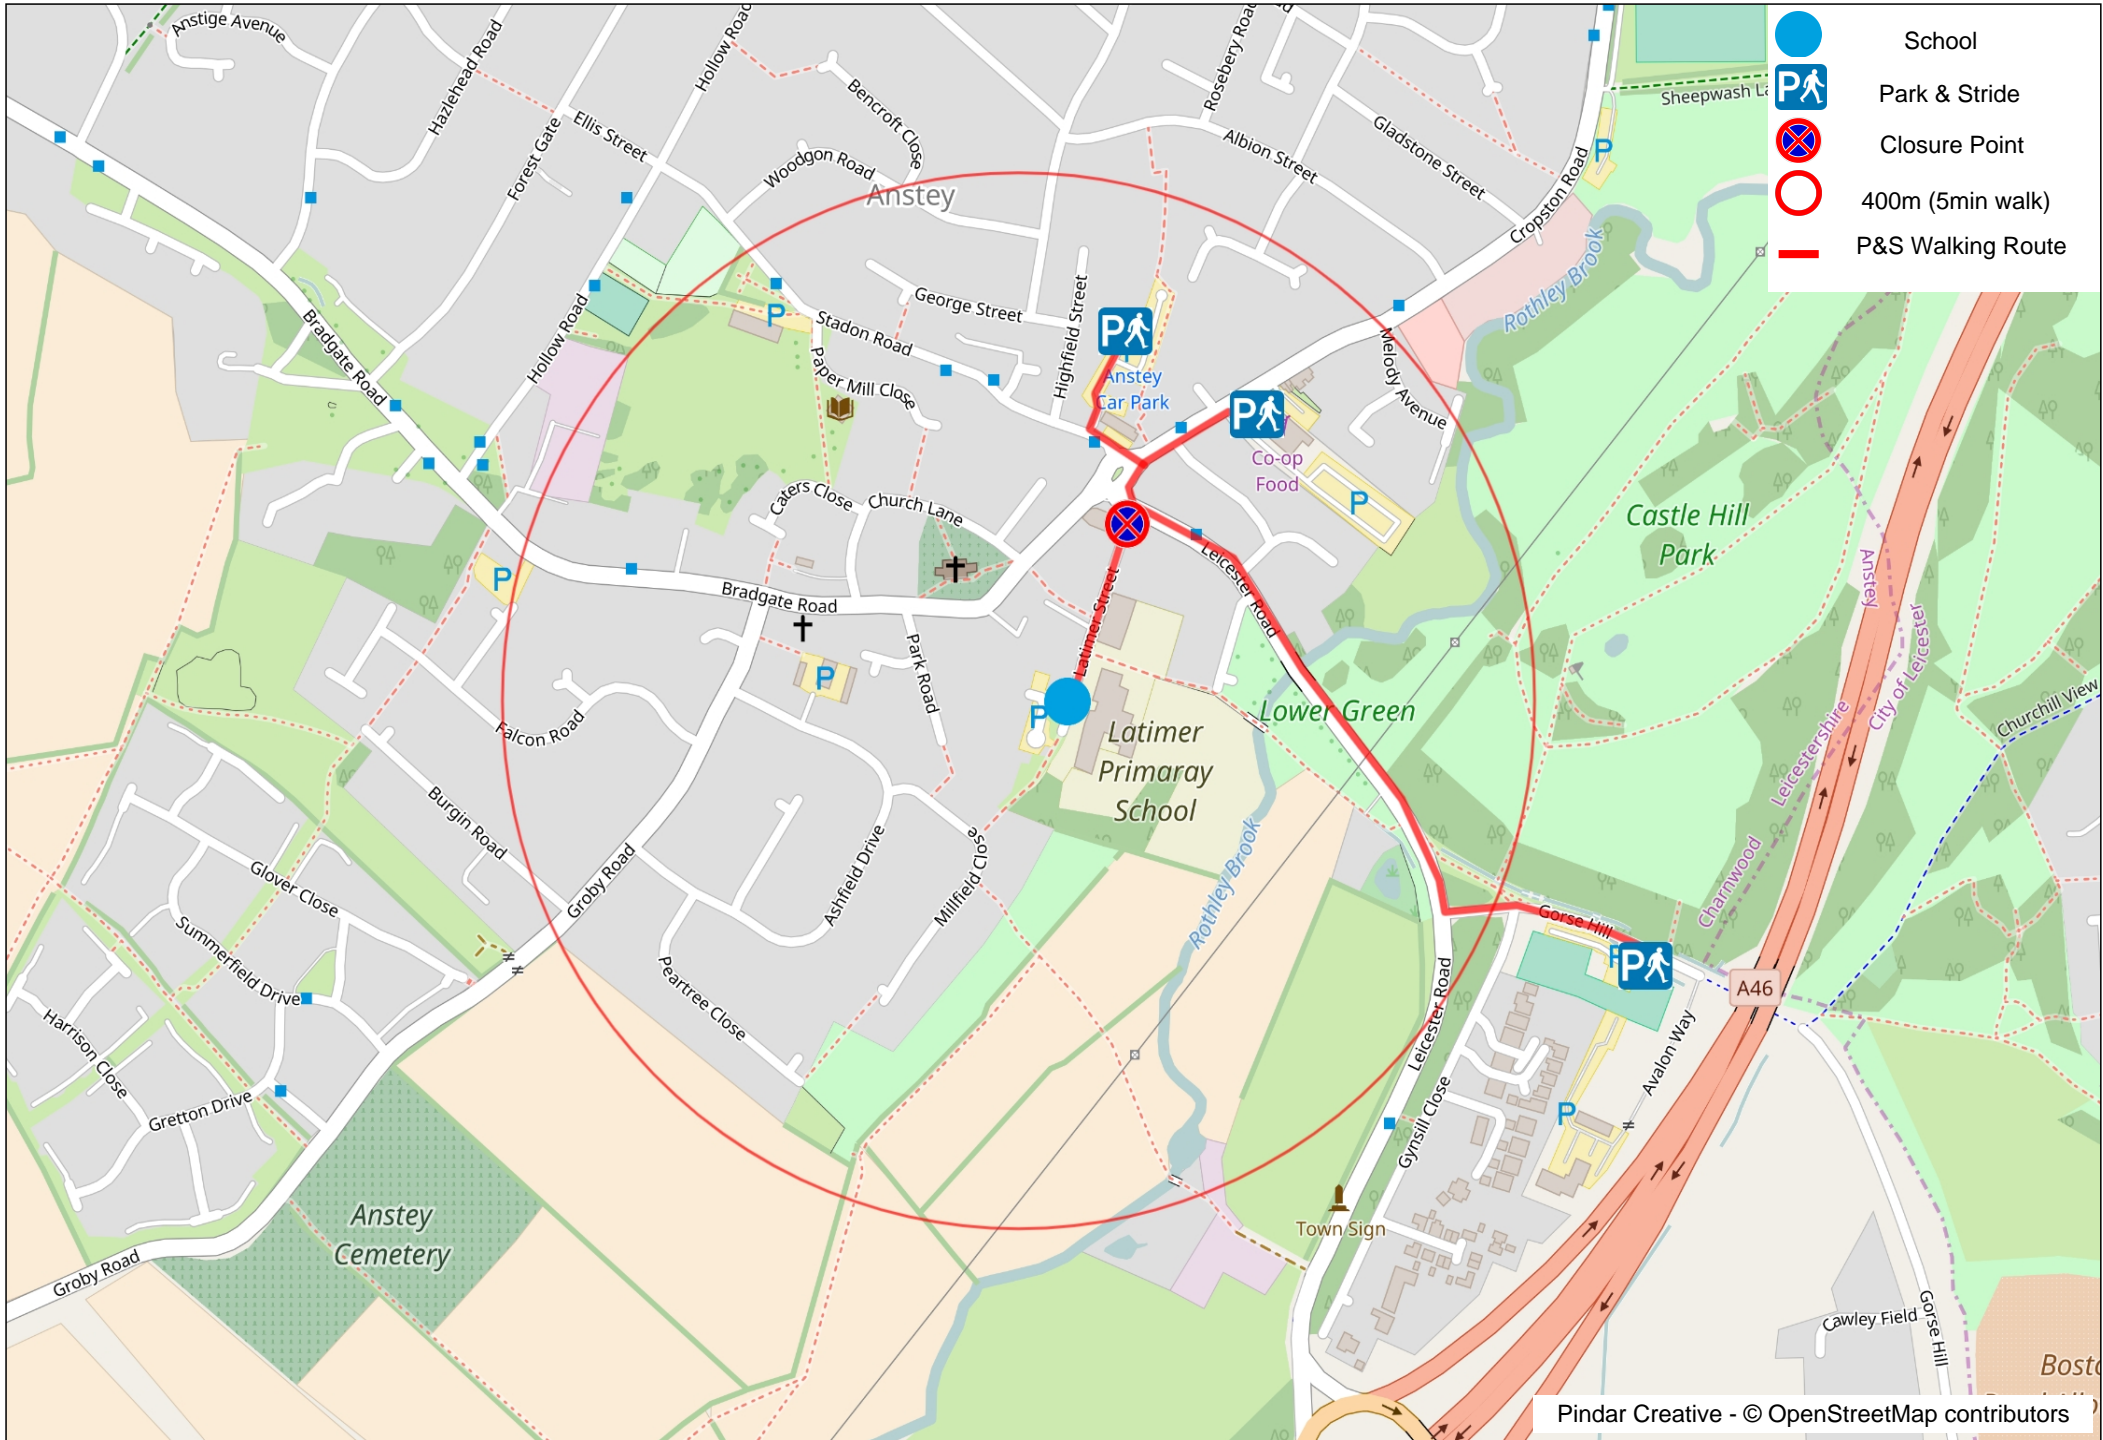 School
Park & Stride
Closure Point
400m (5min walk)
P&S Walking Route
Anstige Avenue
Hazlehead Road
Hollow Road
Bencroft Close
Rosebery Road
Sheepwash
Ellis Street
Forest Gate
Woodgon Road
Albion Street
Gladstone Street
P
Anstey
Cropston Road
Rothley Brook
George Street
Highfield Street
P
Stadon Road
P
Bradgate Road
Hollow Road
Paper Mill Close
Melody Avenue
Anstey
Car Park
P
Co-op
Food
P
Caters Close
Church Lane
Castle Hill
Park
Leicester Road
Anstey
P
Bradgate Road
Latimer Street
City of Leicester
Park Road
P
P
Lower Green
Churchill View
Falcon Road
Latimer
Primaray
School
Leicestershire
Burgin Road
Glover Close
Groby Road
Ashfield Drive
Millfield Close
Rothley Brook
Charnwood
Gorse Hill
P
Summerfield Drive
Peartree Close
A46
Harrison Close
Leicester Road
Avalon Way
Gretton Drive
Gynsill Close
P
Anstey
Cemetery
Town Sign
Groby Road
Cawley Field
Gorse Hill
Pindar Creative - © OpenStreetMap contributors